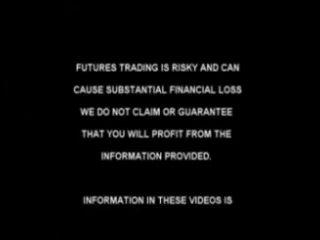 FUTURES TRADING IS RISKY AND CAN
CAUSE SUBSTANTIAL FINANCIAL LOSS
WE DO NOT CLAIM OR GUARANTEE
THAT YOU WILL PROFIT FROM THE
INFORMATION PROVIDED.
INFORMATION IN THESE VIDEOS IS